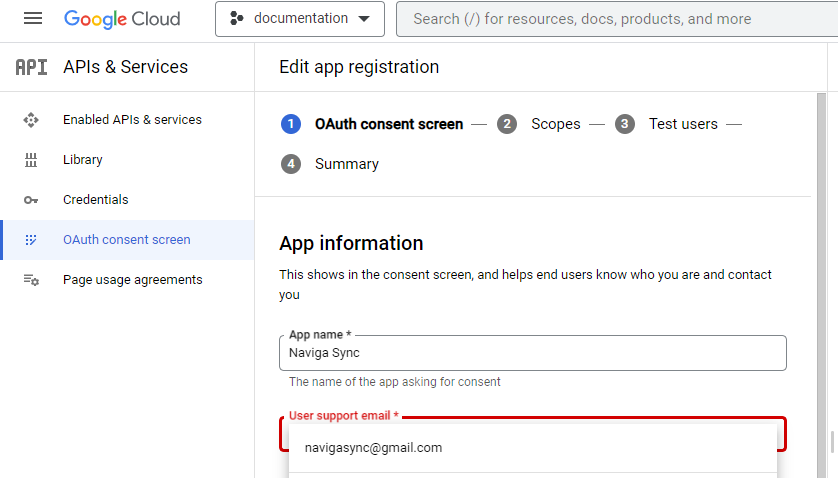 Google Cloud
documentation
Search (/) for resources, docs, products, and more
API APIs & Services
Edit app registration
Enabled APIs & services
Library
Credentials
OAuth consent screen
Page usage agreements
1 OAuth consent screen
2 Scopes
3 Test users
4 Summary
App information
This shows in the consent screen, and helps end users know who you are and contact
you
App name *
Naviga Sync
The name of the app asking for consent
User support email *
navigasync@gmail.com